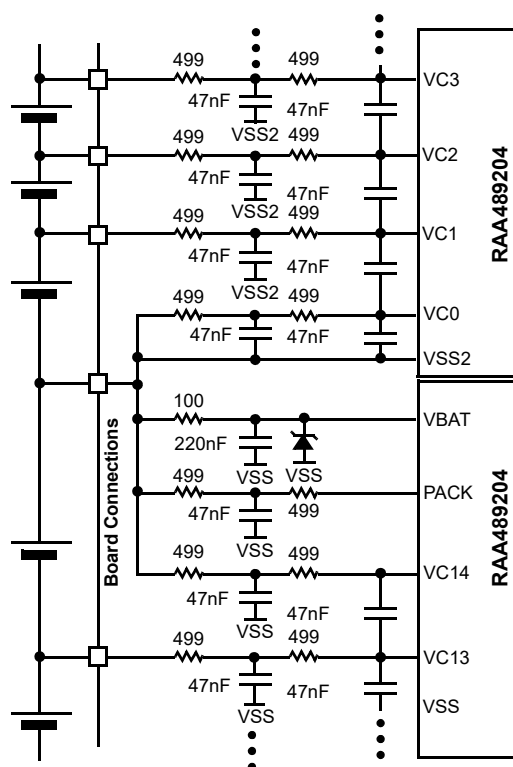 499 499
VC3
47nF 47nF
VSS2
499 499
VC2
47nF 47nF
VSS2
499 499
VC1
47nF 47nF
VSS2
499 499
VC0
47nF 47nF
VSS2
RAA489204
100
VBAT
220nF
VSS VSS
499 499
PACK
47nF
VSS
499 499
VC14
47nF 47nF
VSS
499 499
VC13
47nF 47nF
VSS
VSS
RAA489204
Board Connections